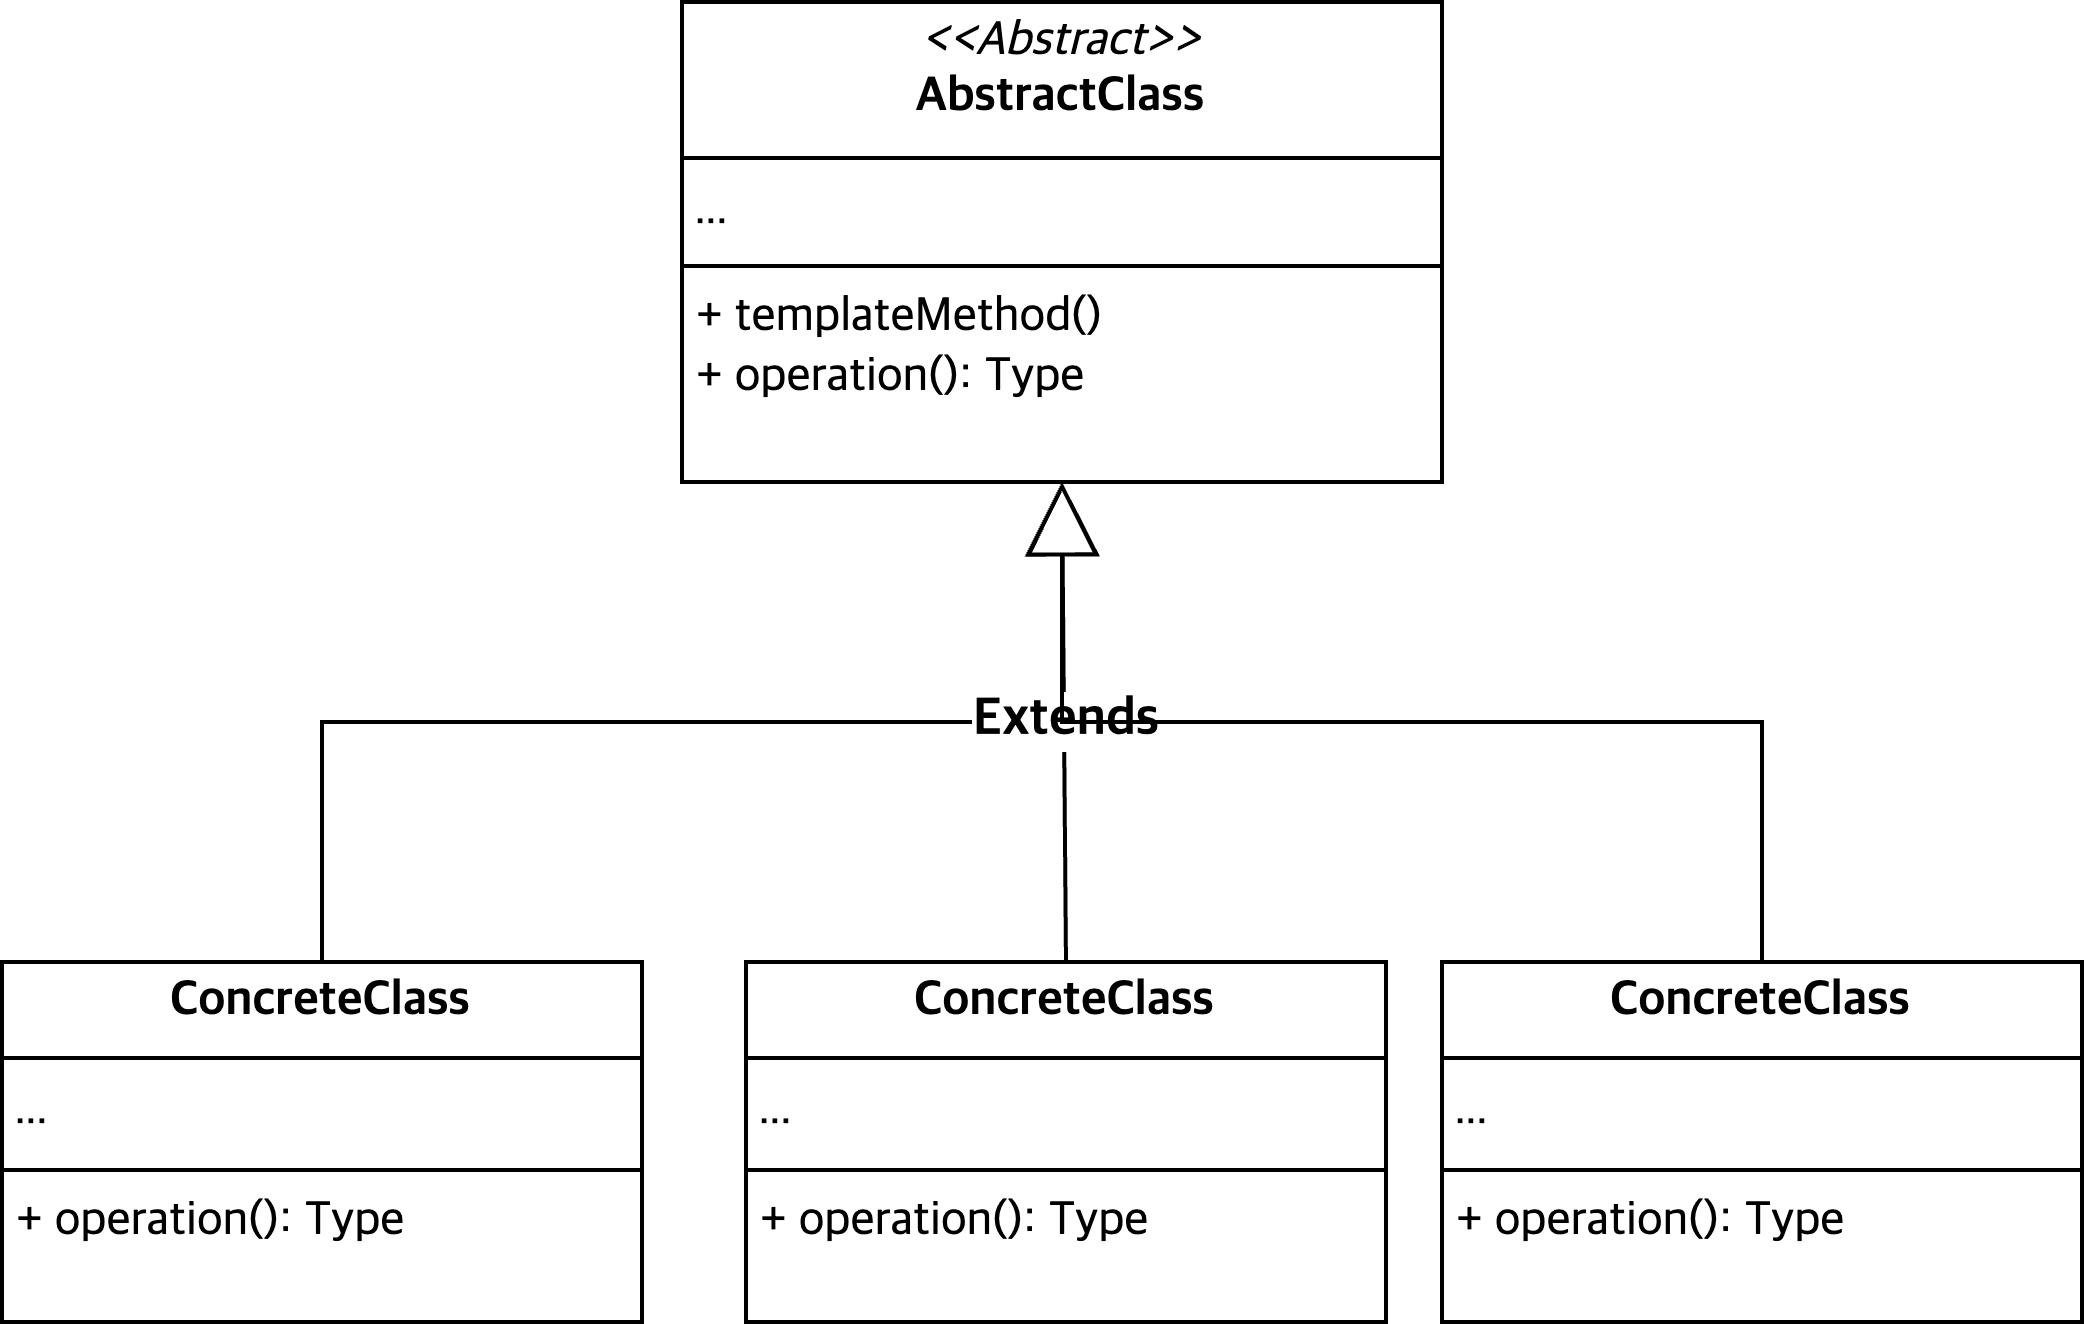 <<Abstract>>
AbstractClass
...
+ templateMethod()
+ operation(): Type
Extends
ConcreteClass
...
+ operation(): Type
ConcreteClass
...
+ operation(): Type
ConcreteClass
...
+ operation(): Type